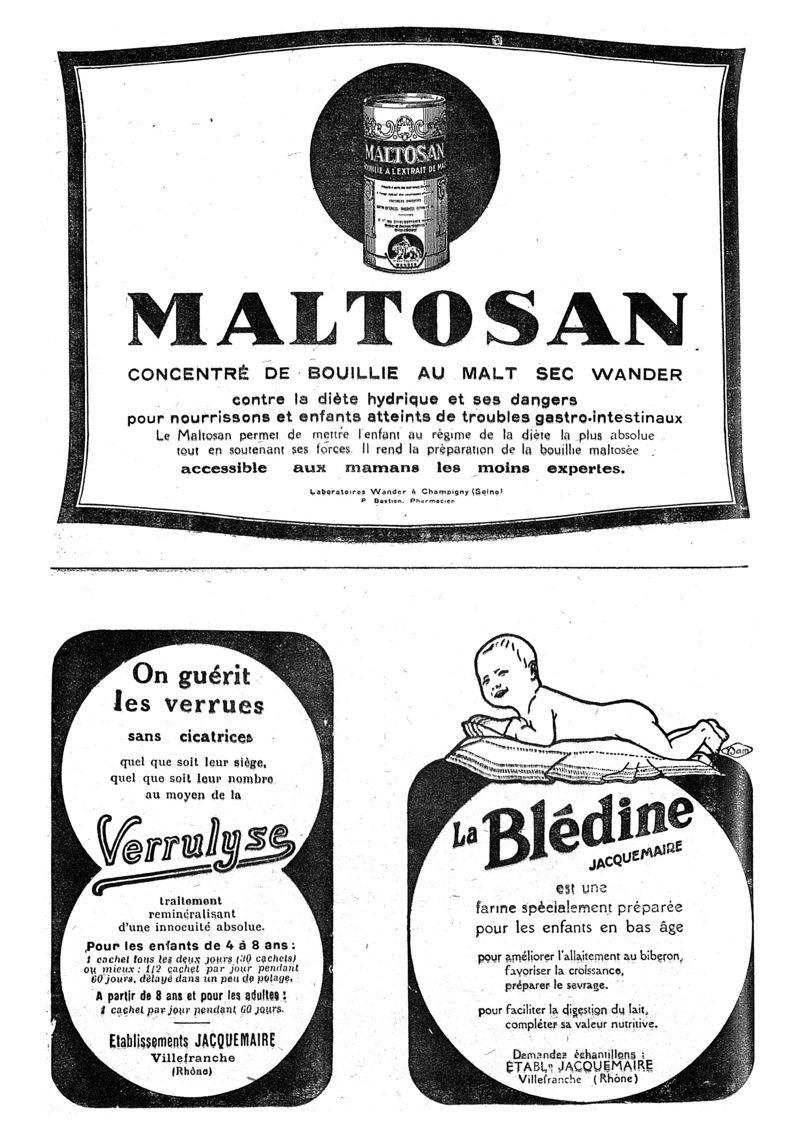 MALTOSAN
BOUILLIE A L'EXTRAIT DE
WANDER
MALTOSAN
CONCENTRÉ DE BOUILLIE AU MALT SEC WANDER
contre la diète hydrique et ses dangers
pour nourrissons et enfants atteints de troubles gastro-intestinaux
Le Maltosan permet de mettre l'enfant au régime de la diète la plus absolue
tout en soutenant ses forces. Il rend la préparation de la bouillie maltosée
accessible aux mamans les moins expertes.
Laboratoires Wander à Champigny (Seine)
P. Bastien, Pharmacien
On guérit
les verrues
sans cicatrices
quel que soit leur siège,
quel que soit leur nombre
au moyen de la
Verrulyse
traitement
reminéralisant
d'une innocuité absolue.
Pour les enfants de 4 à 8 ans :
1 cachet tous les deux jours (30 cachets)
ou mieux : 1/2 cachet par jour pendant
60 jours, délayé dans un peu de potage.
A partir de 8 ans et pour les adultes :
1 cachet par jour pendant 60 jours.
Etablissements JACQUEMAIRE
Villefranche
(Rhône)
La Blédine
JACQUEMAIRE
est une
farine spécialement préparée
pour les enfants en bas âge
pour améliorer l'allaitement au biberon,
favoriser la croissance,
préparer le sevrage.
pour faciliter la digestion du lait,
compléter sa valeur nutritive.
Demandez échantillons :
ÉTABLts JACQUEMAIRE
Villefranche (Rhône)